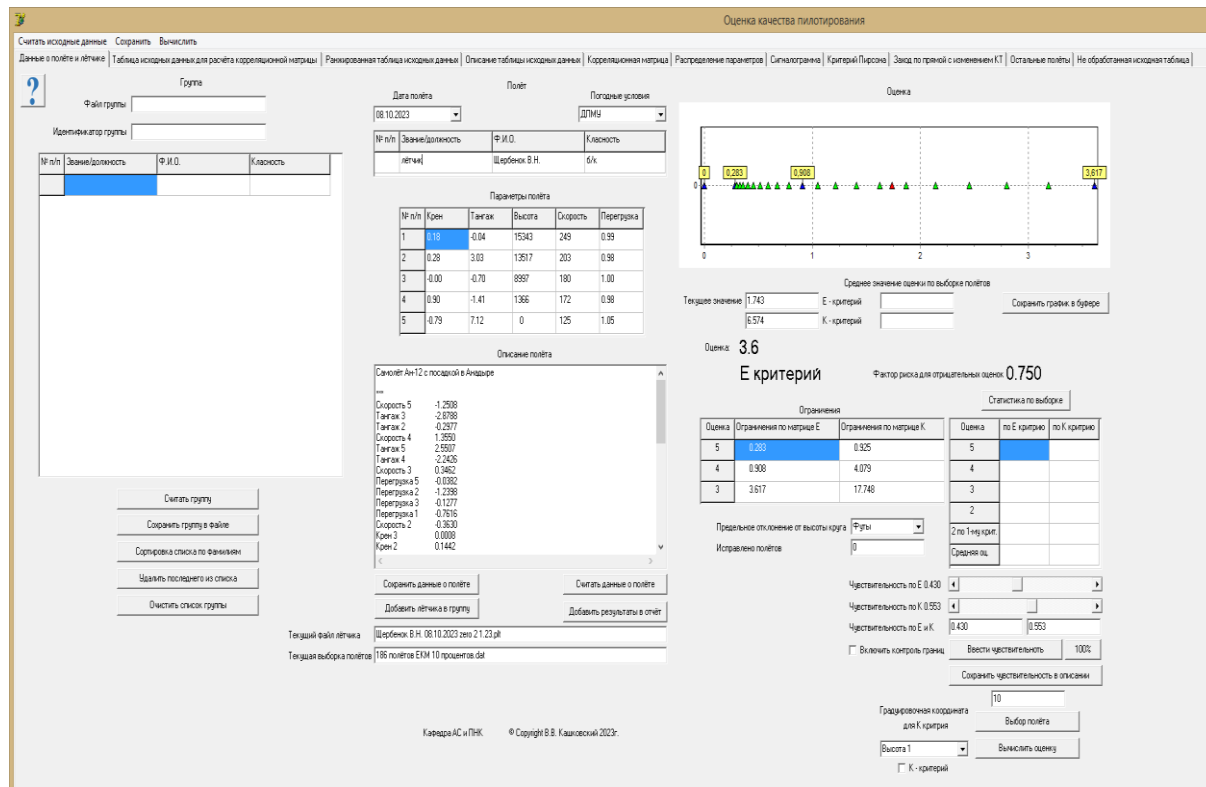 Оценка качества пилотирования
Считать исходные данные Сохранить Вычислить
Данные о полёте и лётчике Таблица исходных данных для расчёта корреляционной матрицы Ранжированная таблица исходных данных Описание таблицы исходных данных Корреляционная матрица Распределение параметров Сигналограмма Критерий Пирсона Заход по прямой с изменением КТ Остальные полёты Не обработанная исходная таблица
?
Группа
Файл группы
Идентификатор группы
№ п/п Звание/должность Ф.И.О. Класность
Считать группу
Сохранить группу в файле
Сортировка списка по фамилиям
Удалить последнего из списка
Очистить список группы
Полёт
Дата полёта Погодные условия
08.10.2023 ДПМУ
№ п/п Звание/должность Ф.И.О. Класность
лётчик Щербенок В.Н. б/к
Параметры полёта
№ п/п Крен Тангаж Высота Скорость Перегрузка
1 0.18 -0.04 15343 249 0.99
2 0.28 3.03 13517 203 0.98
3 -0.00 -0.70 8997 180 1.00
4 0.90 -1.41 1366 172 0.98
5 -0.79 7.12 0 125 1.05
Описание полёта
Самолёт Ан-12 с посадкой в Анадыре
***
Скорость 5 -1.2508
Тангаж 3 -2.8788
Тангаж 2 -0.2977
Скорость 4 1.3550
Тангаж 5 2.5507
Тангаж 4 -2.2426
Скорость 3 0.3462
Перегрузка 5 -0.0382
Перегрузка 2 -1.2398
Перегрузка 3 -0.1277
Перегрузка 1 -0.7616
Скорость 2 -0.3630
Крен 3 0.0008
Крен 2 0.1442
Сохранить данные о полёте Считать данные о полёте
Добавить лётчика в группу Добавить результаты в отчёт
Текущий файл лётчика Щербенок В.Н. 08.10.2023 zero 2 1.23.plt
Текущая выборка полётов 186 полётов ЕКМ 10 процентов.dat
Кафедра АС и ПНК © Copyright В.В. Кашковский 2023г.
Оценка
0 0,283 0,908 3,617
0
0 1 2 3
Среднее значение оценки по выборке полётов
Текущее значение 1.743 Е - критерий
6.574 К - критерий
Сохранить график в буфере
Оценка: 3.6
Е критерий
Фактор риска для отрицательных оценок 0.750
Статистика по выборке
Ограничения
Оценка Ограничения по матрице Е Ограничения по матрице К
5 0.283 0.925
4 0.908 4.079
3 3.617 17.748
Оценка по Е критрию по К критрию
5
4
3
2
2 по 1-му крит.
Средняя оц.
Предельное отклонение от высоты круга Футы
Исправлено полётов 0
Чувствительность по Е 0.430
Чувствительность по К 0.553
Чувствительность по Е и К 0.430 0.553
Включить контроль границ Ввести чувствительноть 100%
Сохранить чувствительность в описании
10
Градуировочная координата для К критрия
Выбор полёта
Высота 1 Вычислить оценку
К - критерий